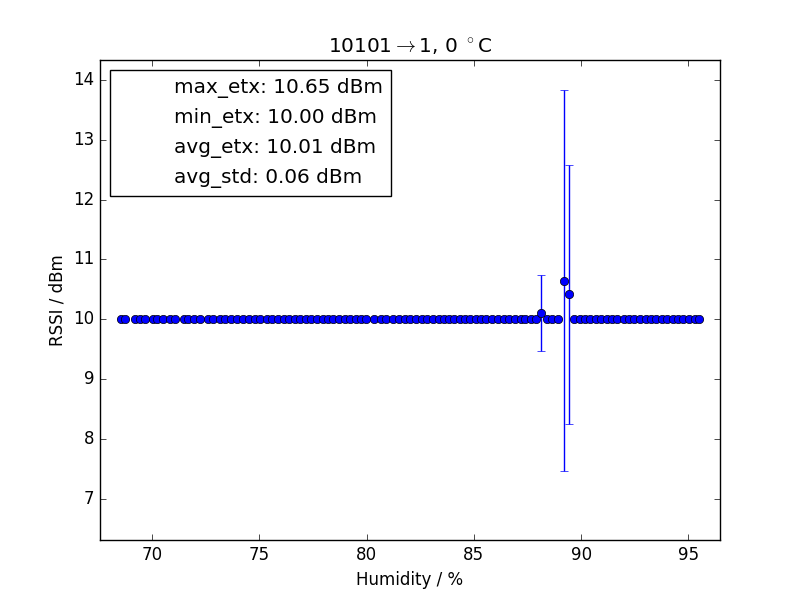 10101→1, 0 °C
max_etx: 10.65 dBm
min_etx: 10.00 dBm
avg_etx: 10.01 dBm
avg_std: 0.06 dBm
14
13
12
11
10
9
8
7
RSSI / dBm
70 75 80 85 90 95
Humidity / %